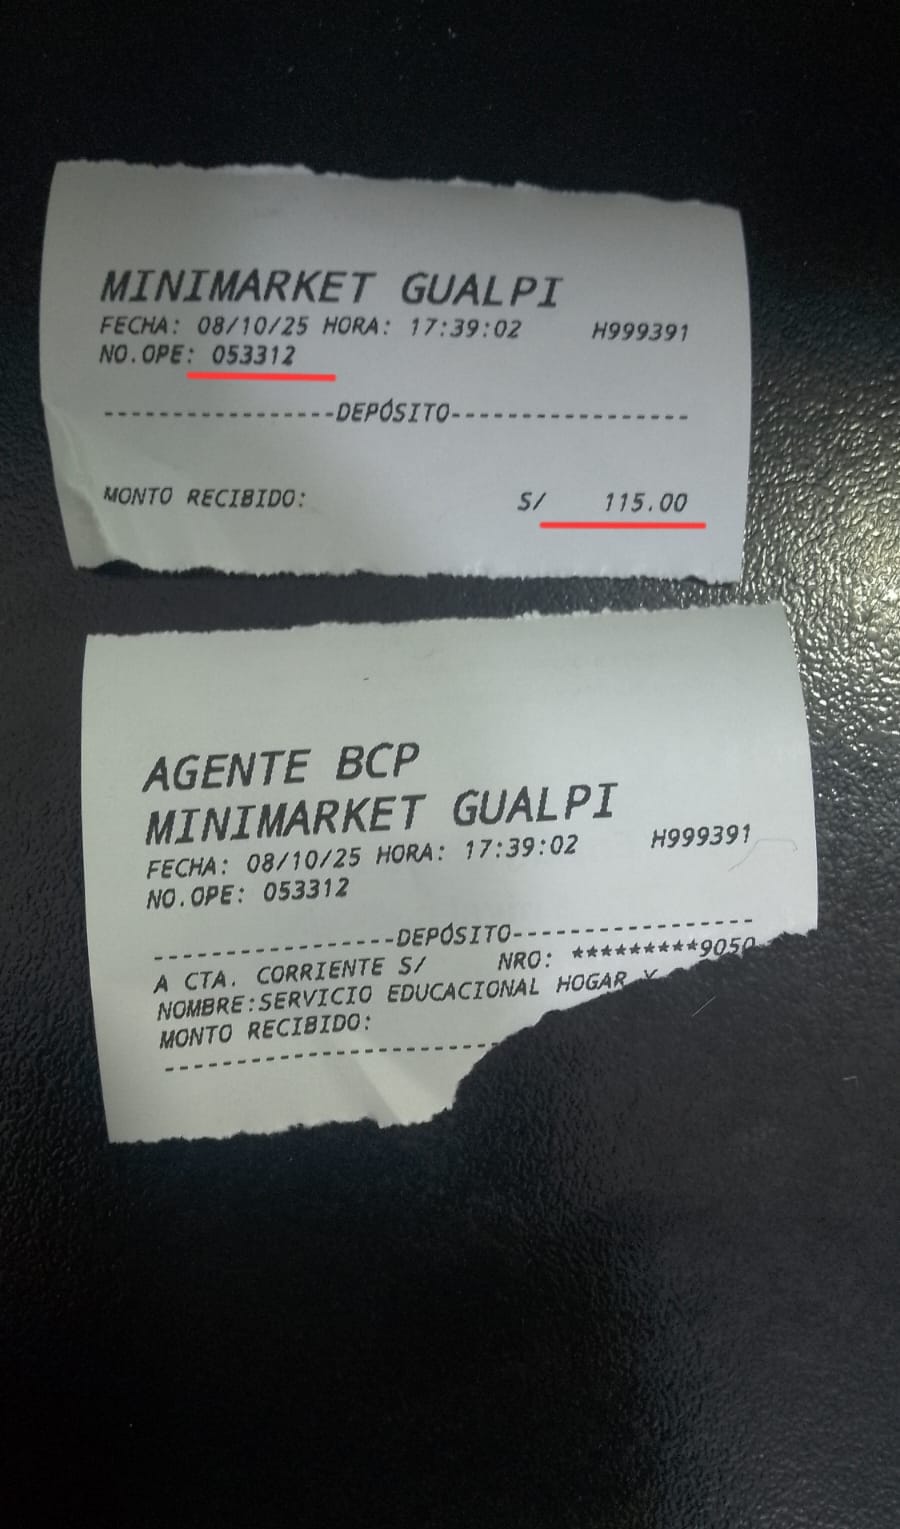 MINIMARKET GUALPI
FECHA: 08/10/25 HORA: 17:39:02 H999391
NO.OPE: 053312
-----------------DEPÓSITO-----------------
MONTO RECIBIDO: S/ 115.00
AGENTE BCP
MINIMARKET GUALPI
FECHA: 08/10/25 HORA: 17:39:02 H999391
NO.OPE: 053312
-----------------DEPÓSITO-----------------
A CTA. CORRIENTE S/ NRO: *********9050
NOMBRE:SERVICIO EDUCACIONAL HOGAR Y
MONTO RECIBIDO: